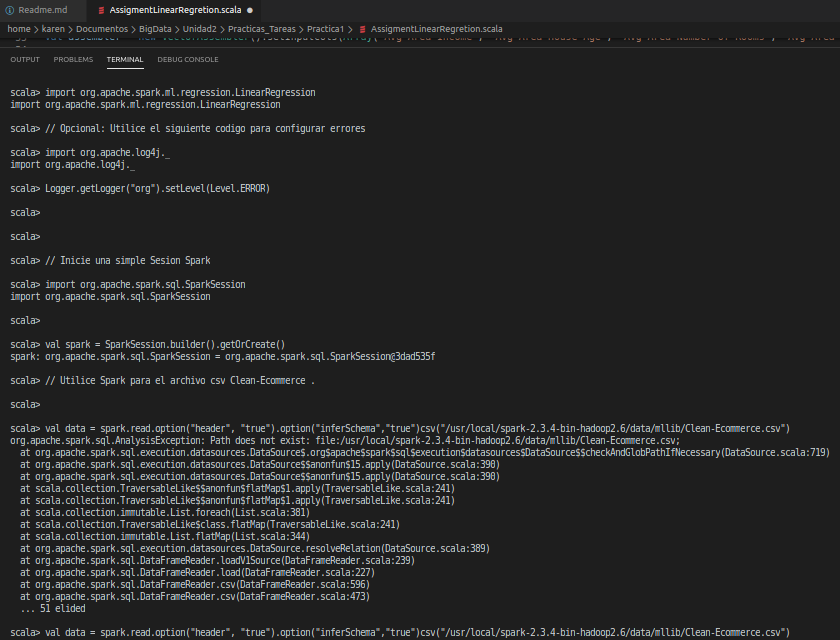 Readme.md
AssigmentLinearRegretion.scala
home > karen > Documentos > BigData > Unidad2 > Practicas_Tareas > Practica1 > AssigmentLinearRegretion.scala
OUTPUT PROBLEMS TERMINAL DEBUG CONSOLE
scala> import org.apache.spark.ml.regression.LinearRegression
import org.apache.spark.ml.regression.LinearRegression
scala> // Opcional: Utilice el siguiente codigo para configurar errores
scala> import org.apache.log4j._
import org.apache.log4j._
scala> Logger.getLogger("org").setLevel(Level.ERROR)
scala>
scala>
scala> // Inicie una simple Sesion Spark
scala> import org.apache.spark.sql.SparkSession
import org.apache.spark.sql.SparkSession
scala>
scala> val spark = SparkSession.builder().getOrCreate()
spark: org.apache.spark.sql.SparkSession = org.apache.spark.sql.SparkSession@3dad535f
scala> // Utilice Spark para el archivo csv Clean-Ecommerce .
scala>
scala> val data = spark.read.option("header", "true").option("inferSchema","true")csv("/usr/local/spark-2.3.4-bin-hadoop2.6/data/mllib/Clean-Ecommerce.csv")
org.apache.spark.sql.AnalysisException: Path does not exist: file:/usr/local/spark-2.3.4-bin-hadoop2.6/data/mllib/Clean-Ecommerce.csv;
at org.apache.spark.sql.execution.datasources.DataSource$.org$apache$spark$sql$execution$datasources$DataSource$$checkAndGlobPathIfNecessary(DataSource.scala:719)
at org.apache.spark.sql.execution.datasources.DataSource$$anonfun$15.apply(DataSource.scala:390)
at org.apache.spark.sql.execution.datasources.DataSource$$anonfun$15.apply(DataSource.scala:390)
at scala.collection.TraversableLike$$anonfun$flatMap$1.apply(TraversableLike.scala:241)
at scala.collection.TraversableLike$$anonfun$flatMap$1.apply(TraversableLike.scala:241)
at scala.collection.immutable.List.foreach(List.scala:381)
at scala.collection.TraversableLike$class.flatMap(TraversableLike.scala:241)
at scala.collection.immutable.List.flatMap(List.scala:344)
at org.apache.spark.sql.execution.datasources.DataSource.resolveRelation(DataSource.scala:389)
at org.apache.spark.sql.DataFrameReader.loadV1Source(DataFrameReader.scala:239)
at org.apache.spark.sql.DataFrameReader.load(DataFrameReader.scala:227)
at org.apache.spark.sql.DataFrameReader.csv(DataFrameReader.scala:596)
at org.apache.spark.sql.DataFrameReader.csv(DataFrameReader.scala:473)
... 51 elided
scala> val data = spark.read.option("header", "true").option("inferSchema","true")csv("/usr/local/spark-2.3.4-bin-hadoop2.6/data/mllib/Clean-Ecommerce.csv")